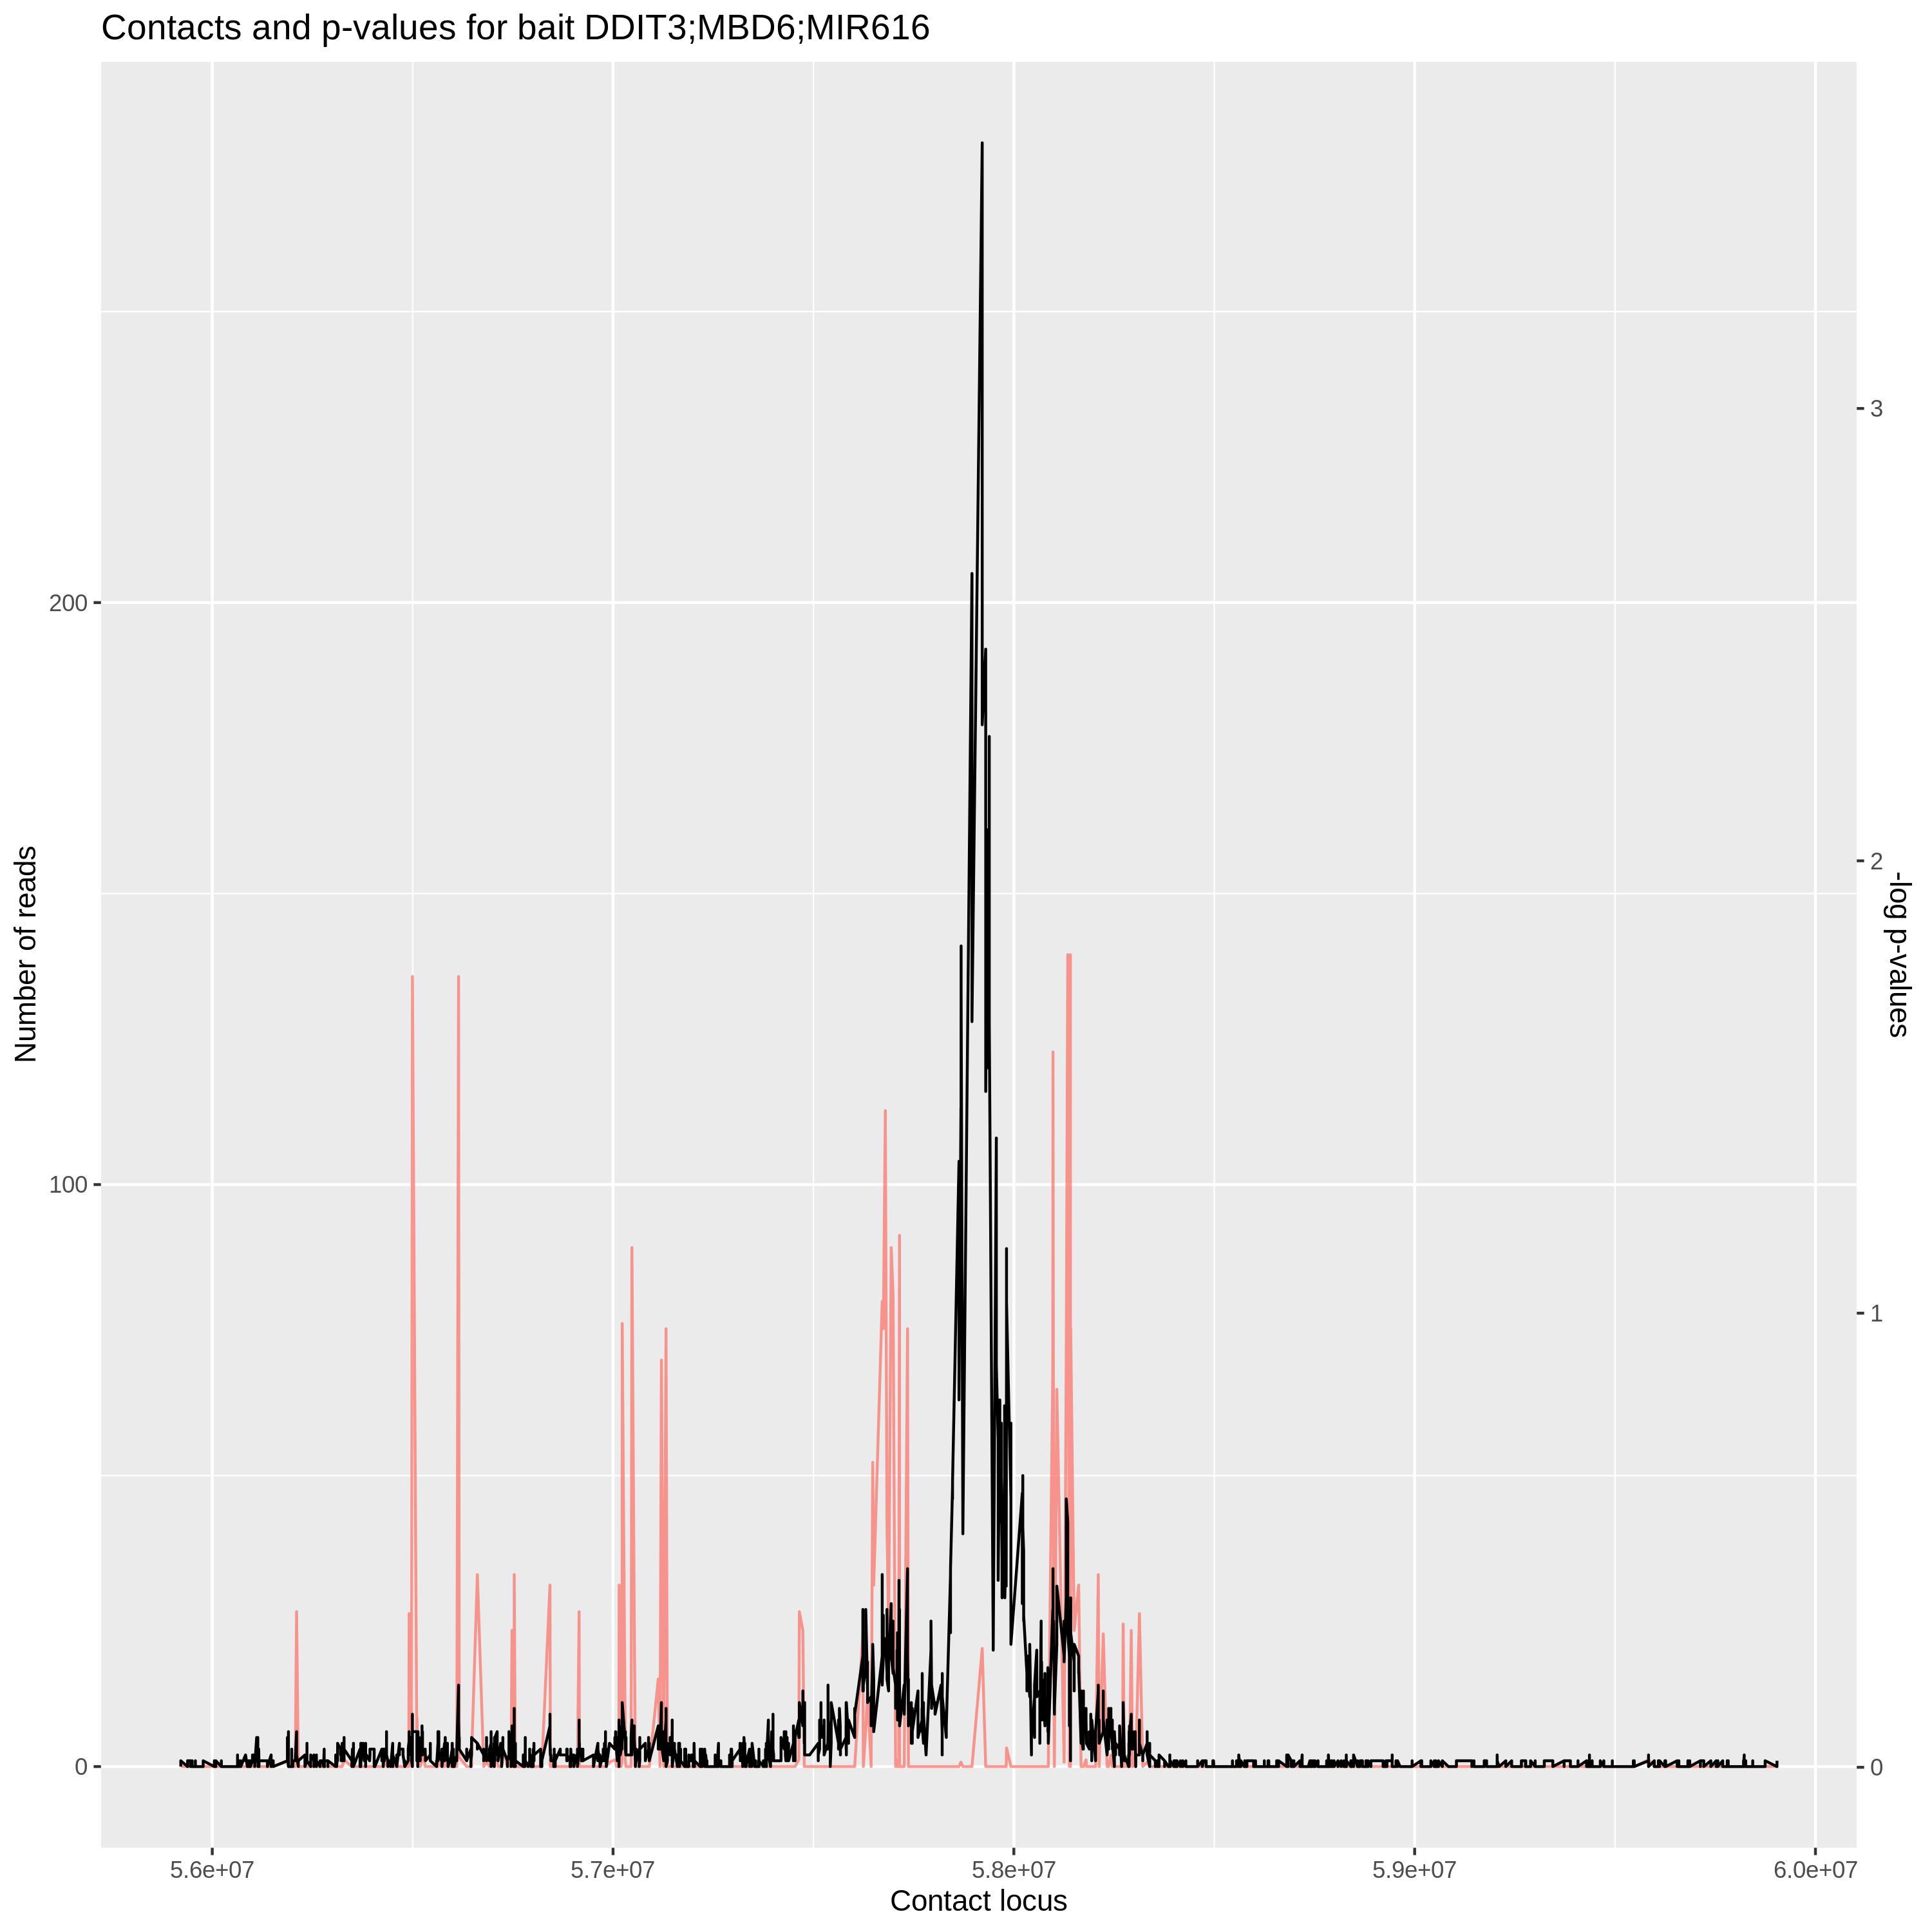 Contacts and p-values for bait DDIT3;MBD6;MIR616
Number of reads
200
100
0
3
2
1
0
-log p-values
5.6e+07
5.7e+07
5.8e+07
5.9e+07
6.0e+07
Contact locus